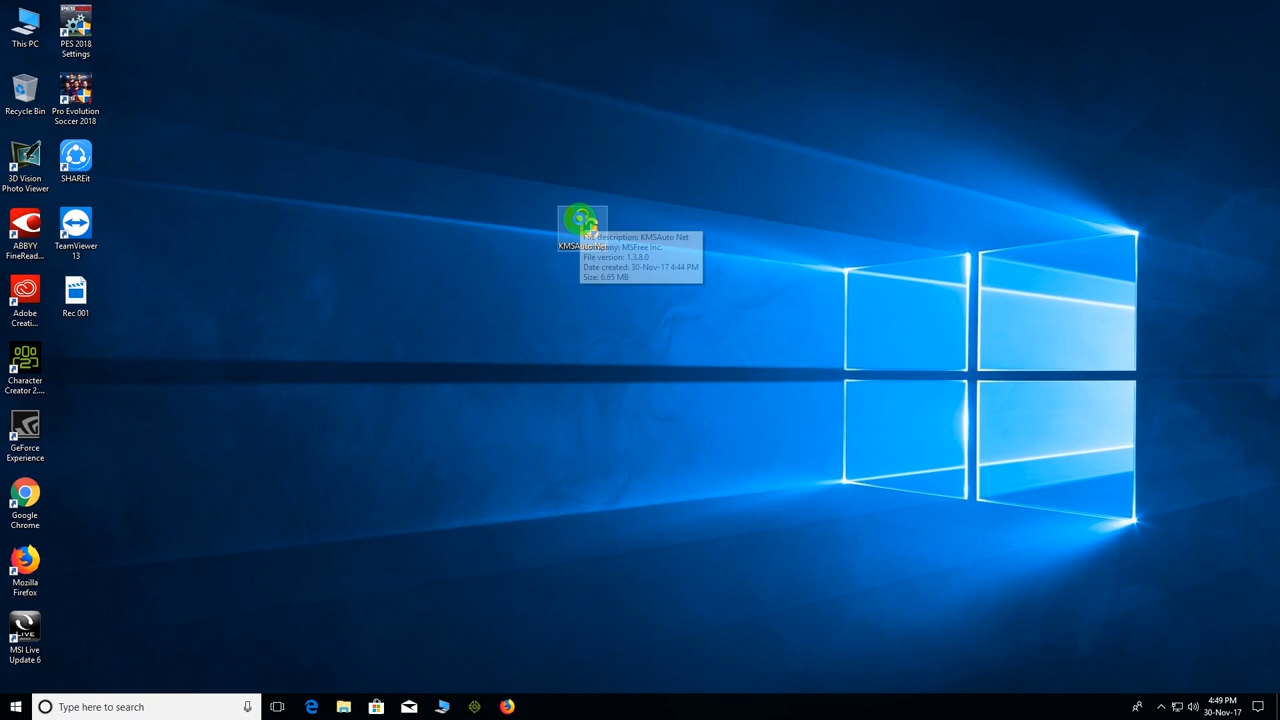 This PC
PES 2018
Settings
Recycle Bin
Pro Evolution
Soccer 2018
3D Vision
Photo Viewer
SHAREit
ABBYY
FineRead...
TeamViewer
13
Adobe
Creati...
Rec 001
Character
Creator 2....
GeForce
Experience
Google
Chrome
Mozilla
Firefox
MSI Live
Update 6
KMSAuto Net
File description: KMSAuto Net
Company: MSFree Inc.
File version: 1.3.8.0
Date created: 30-Nov-17 4:44 PM
Size: 6.65 MB
Type here to search
4:49 PM
30-Nov-17